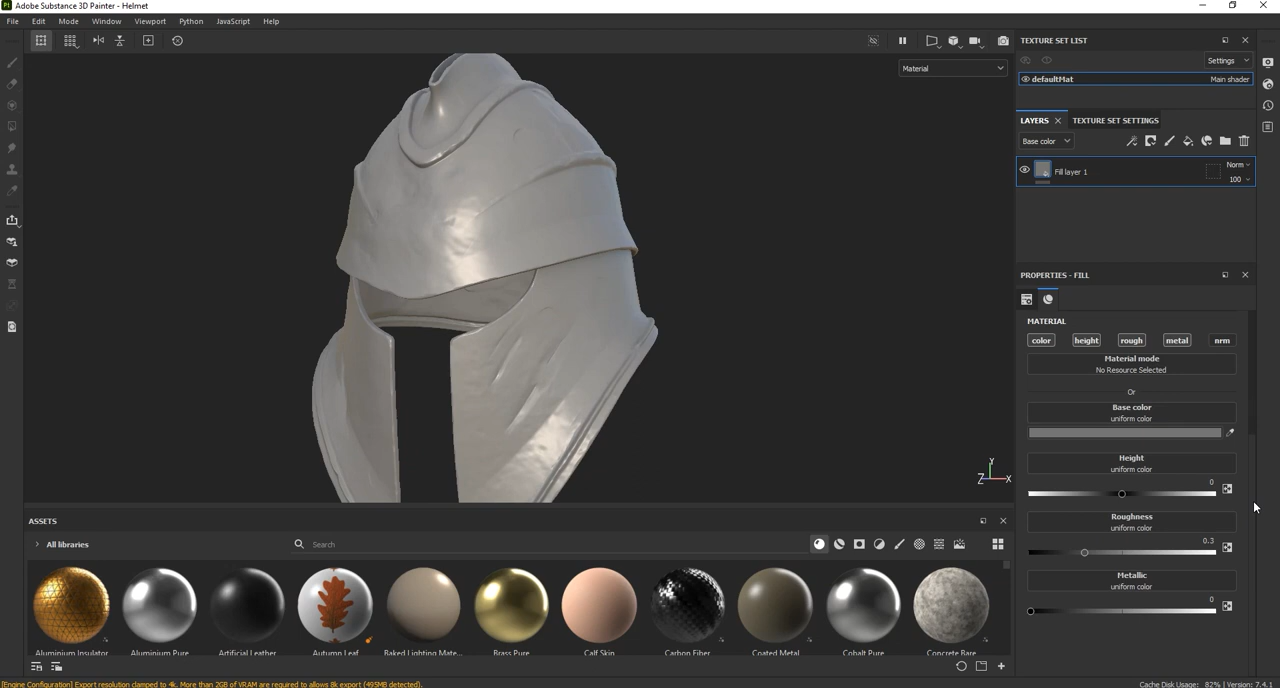 Pt Adobe Substance 3D Painter - Helmet
File Edit Mode Window Viewport Python JavaScript Help
Material
TEXTURE SET LIST
Settings
defaultMat Main shader
LAYERS TEXTURE SET SETTINGS
Base color
Fill layer 1 Norm
100
PROPERTIES - FILL
MATERIAL
color height rough metal nrm
Material mode
No Resource Selected
Or
Base color
uniform color
Height
uniform color
0
Roughness
uniform color
0.3
Metallic
uniform color
0
Y
Z X
ASSETS
All libraries Search
Aluminium Insulator Aluminium Pure Artificial Leather Autumn Leaf Baked Lighting Mate... Brass Pure Calf Skin Carbon Fiber Coated Metal Cobalt Pure Concrete Bare
[Engine Configuration] Export resolution clamped to 4k. More than 2GB of VRAM are required to allows 8k export (495MB detected).
Cache Disk Usage: 82% | Version: 7.4.1